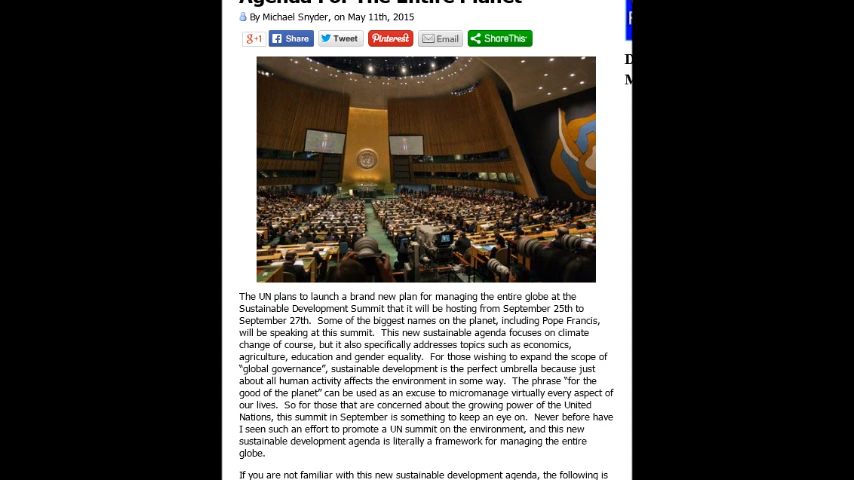 Agenda For The Entire Planet
By Michael Snyder, on May 11th, 2015
g+1 Share Tweet Pinterest Email ShareThis
The UN plans to launch a brand new plan for managing the entire globe at the
Sustainable Development Summit that it will be hosting from September 25th to
September 27th.  Some of the biggest names on the planet, including Pope Francis,
will be speaking at this summit.  This new sustainable agenda focuses on climate
change of course, but it also specifically addresses topics such as economics,
agriculture, education and gender equality.  For those wishing to expand the scope of
“global governance”, sustainable development is the perfect umbrella because just
about all human activity affects the environment in some way.  The phrase “for the
good of the planet” can be used as an excuse to micromanage virtually every aspect of
our lives.  So for those that are concerned about the growing power of the United
Nations, this summit in September is something to keep an eye on.  Never before have
I seen such an effort to promote a UN summit on the environment, and this new
sustainable development agenda is literally a framework for managing the entire
globe.
If you are not familiar with this new sustainable development agenda, the following is